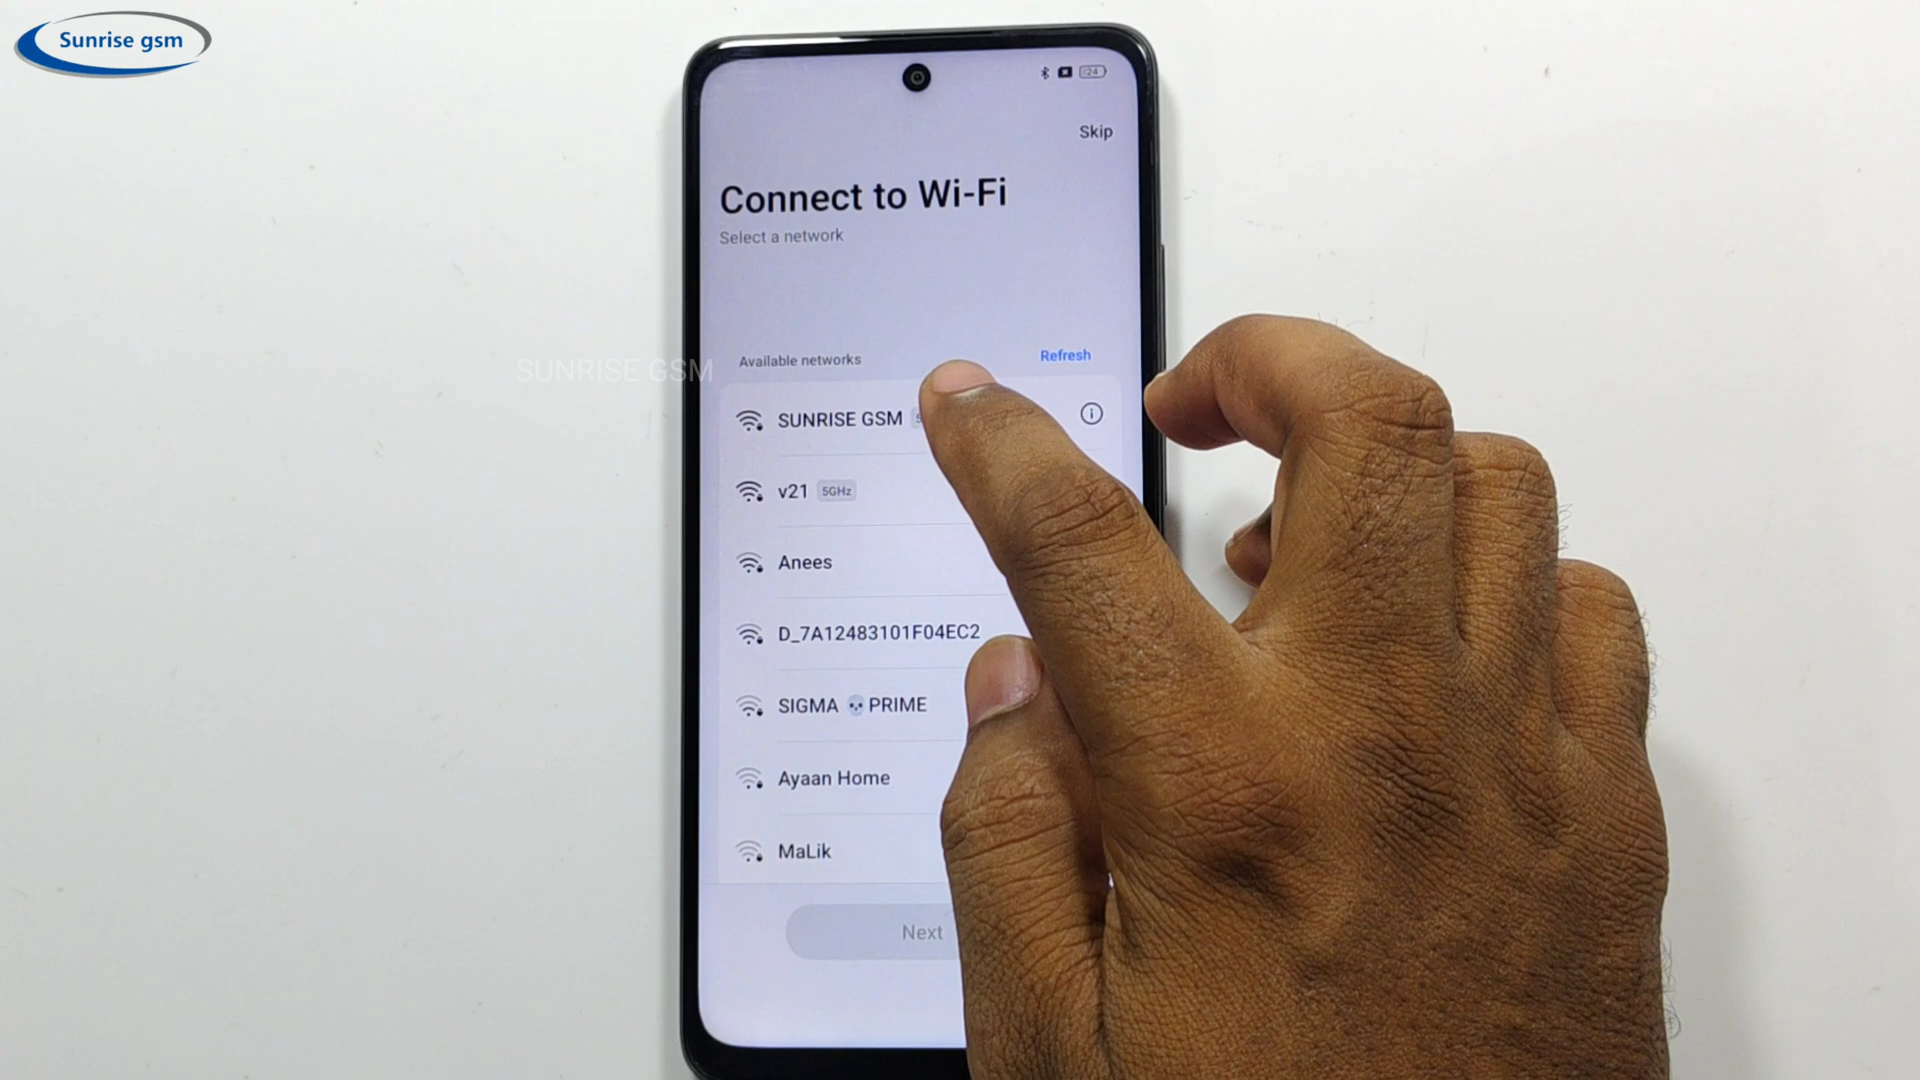 Sunrise gsm
24
Skip
Connect to Wi-Fi
Select a network
SUNRISE GSM
Available networks
Refresh
SUNRISE GSM
v21 5GHz
Anees
D_7A12483101F04EC2
SIGMA 💀PRIME
Ayaan Home
MaLik
Next